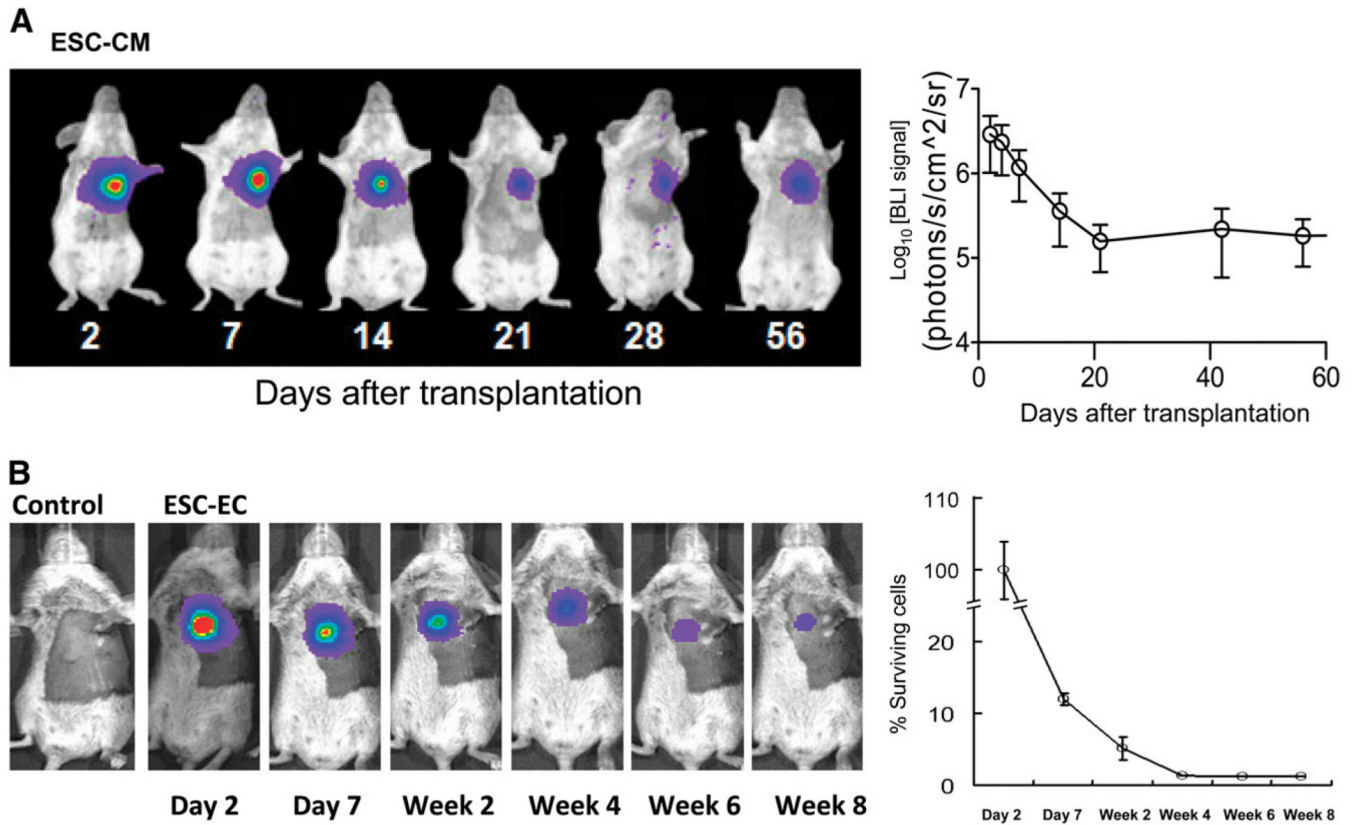 A
ESC-CM
2 7 14 21 28 56
Days after transplantation
Log10 [BLI signal]
(photons/s/cm^2/sr)
7
6
5
4
0 20 40 60
Days after transplantation
B
Control ESC-EC
Day 2 Day 7 Week 2 Week 4 Week 6 Week 8
% Surviving cells
110
100
20
10
0
Day 2 Day 7 Week 2 Week 4 Week 6 Week 8